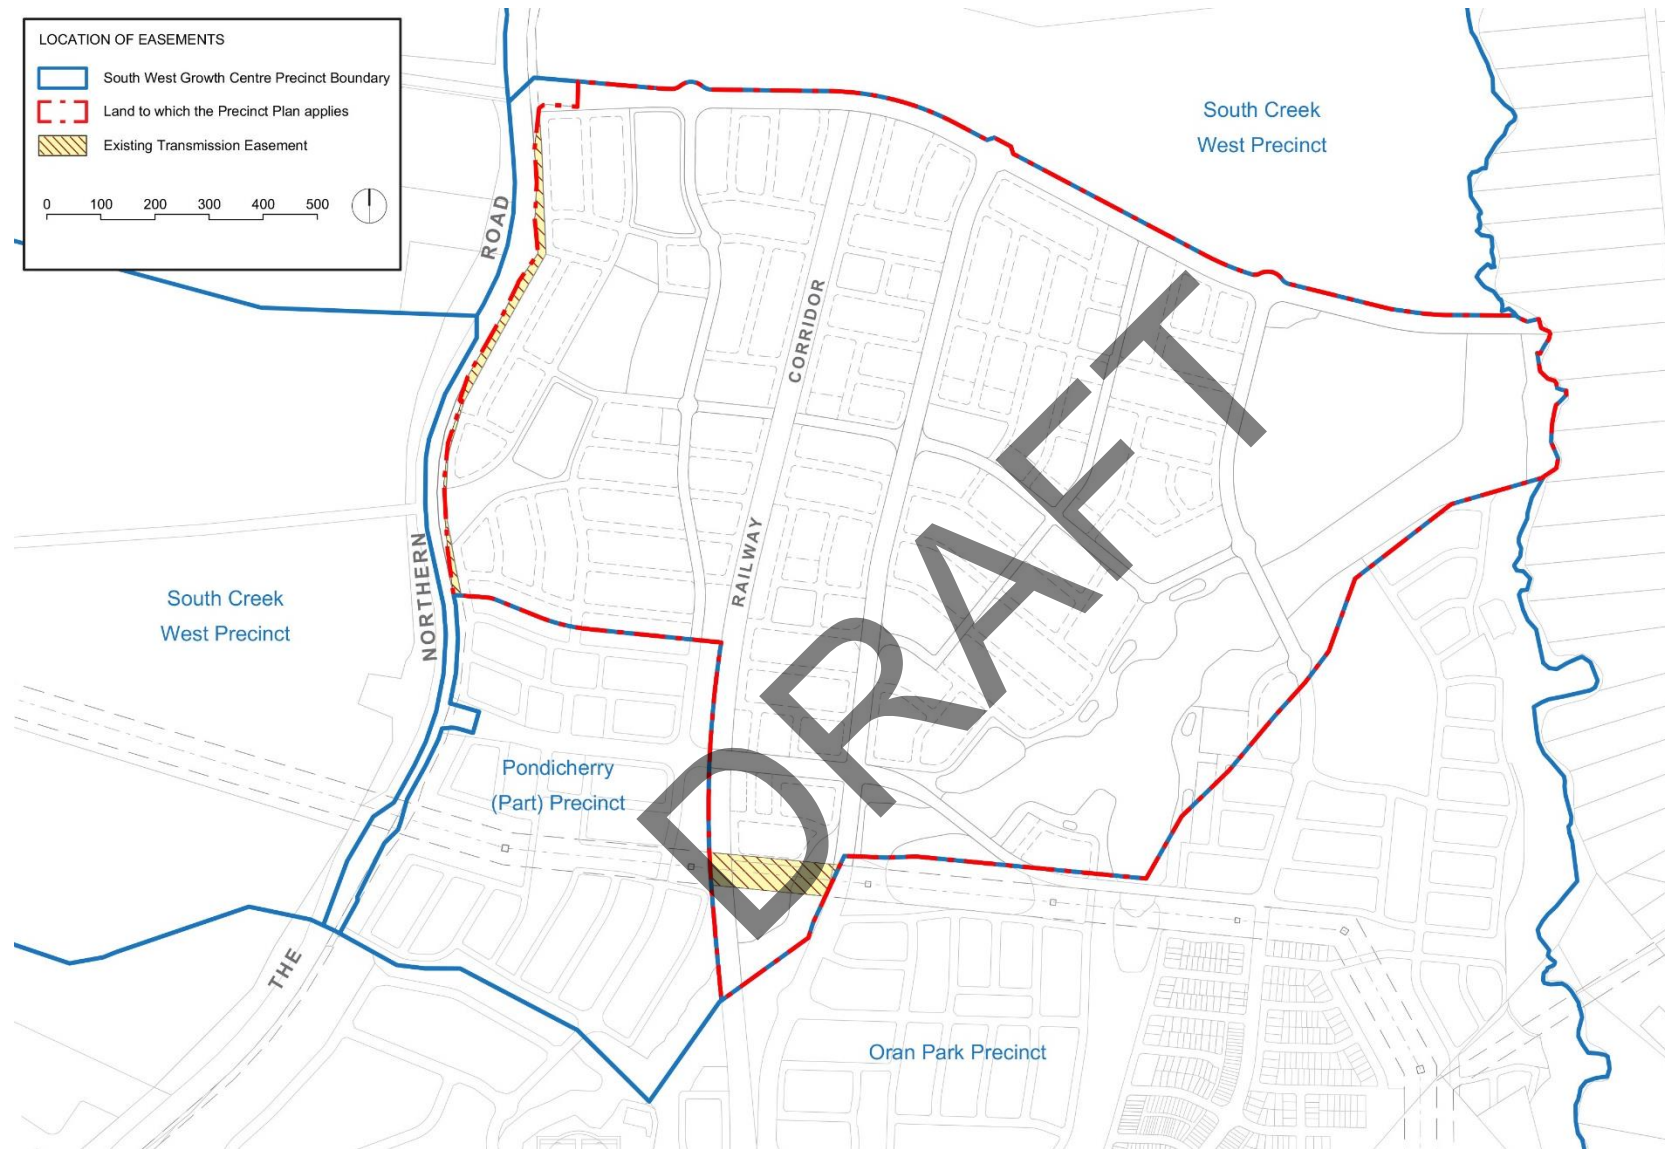 LOCATION OF EASEMENTS
South West Growth Centre Precinct Boundary
Land to which the Precinct Plan applies
Existing Transmission Easement
0 100 200 300 400 500
South Creek
West Precinct
ROAD
CORRIDOR
RAILWAY
NORTHERN
THE
South Creek
West Precinct
Pondicherry
(Part) Precinct
Oran Park Precinct
DRAFT